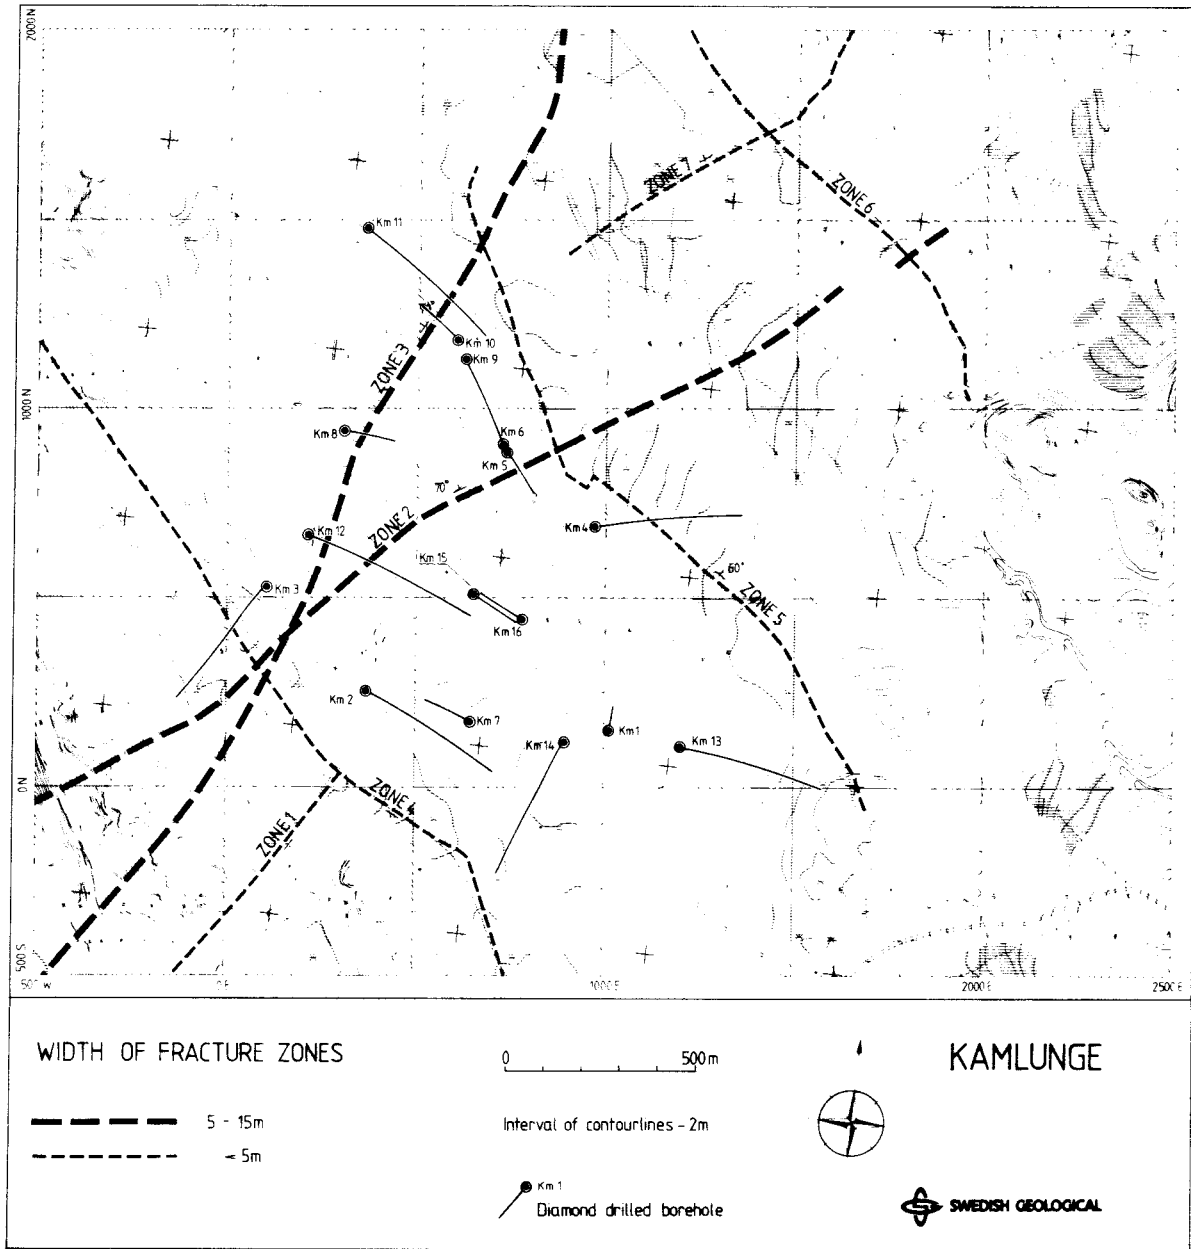 2000 N
ZONE 7
ZONE 6
Km 11
Km 10
Km 9
ZONE 3
1000 N
Km 8
Km 6
Km 5
70°
ZONE 2
Km 12
Km 4
Km 15
60°
Km 3
ZONE 5
Km 16
Km 2
Km 7
Km 14
Km 1
Km 13
0 N
ZONE 4
ZONE 1
500 S
500 W
0 E
1000 E
2000 E
2500 E
WIDTH OF FRACTURE ZONES
0 500 m
KAMLUNGE
5 - 15m
Interval of contourlines - 2m
< 5m
Km 1
Diamond drilled borehole
SWEDISH GEOLOGICAL